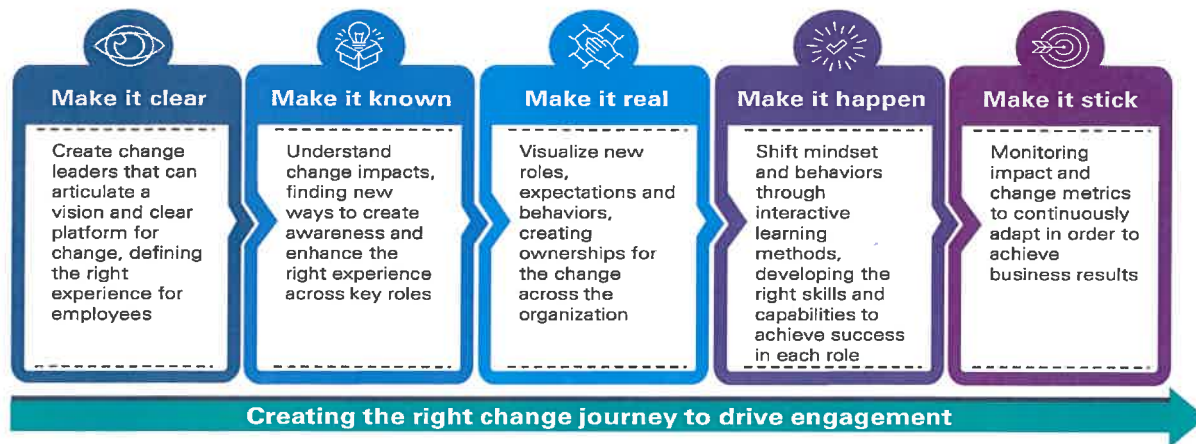 Make it clear
Create change
leaders that can
articulate a
vision and clear
platform for
change, defining
the right
experience for
employees
Make it known
Understand
change impacts,
finding new
ways to create
awareness and
enhance the
right experience
across key roles
Make it real
Visualize new
roles,
expectations and
behaviors,
creating
ownerships for
the change
across the
organization
Make it happen
Shift mindset
and behaviors
through
interactive
learning
methods,
developing the
right skills and
capabilities to
achieve success
in each role
Make it stick
Monitoring
impact and
change metrics
to continuously
adapt in order to
achieve
business results
Creating the right change journey to drive engagement